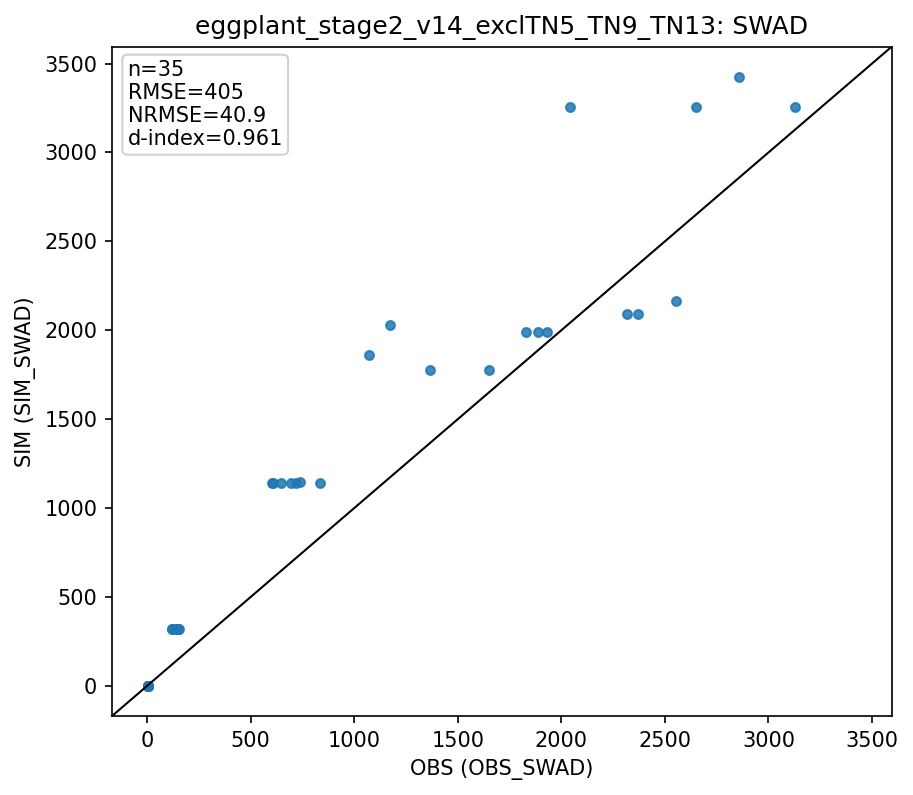 eggplant_stage2_v14_exclTN5_TN9_TN13: SWAD
n=35
RMSE=405
NRMSE=40.9
d-index=0.961
3500
3000
2500
2000
1500
1000
500
0
SIM (SIM_SWAD)
0 500 1000 1500 2000 2500 3000 3500
OBS (OBS_SWAD)